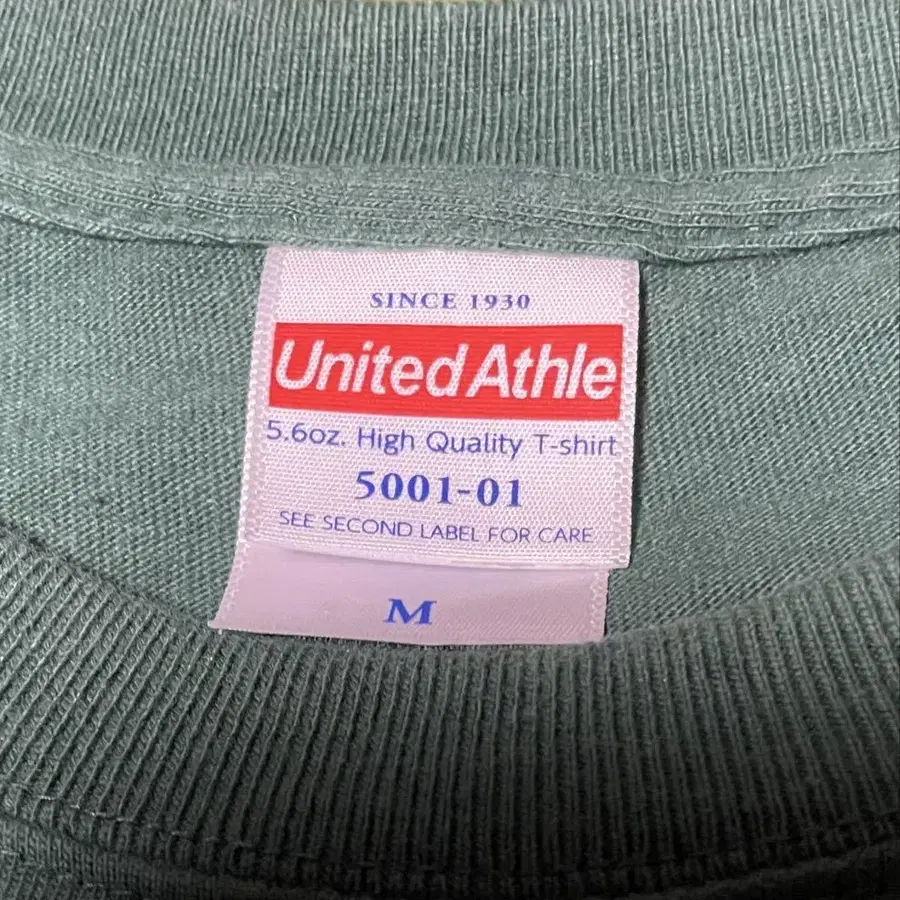 SINCE 1930
United Athle
5.6oz. High Quality T-shirt
5001-01
SEE SECOND LABEL FOR CARE
M